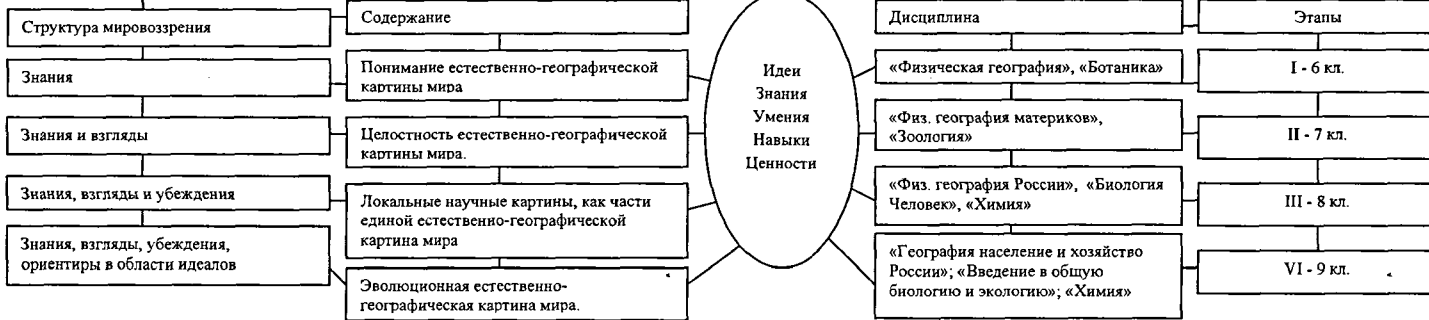 Структура мировоззрения
Содержание
Дисциплина
Этапы
Знания
Понимание естественно-географической
картины мира
«Физическая география», «Ботаника»
I - 6 кл.
Знания и взгляды
Целостность естественно-географической
картины мира.
«Физ. география материков»,
«Зоология»
II - 7 кл.
Знания, взгляды и убеждения
Локальные научные картины, как части
единой естественно-географической
картина мира
«Физ. география России», «Биология
Человек», «Химия»
III - 8 кл.
Знания, взгляды, убеждения,
ориентиры в области идеалов
Эволюционная естественно-
географическая картина мира.
«География население и хозяйство
России»; «Введение в общую
биологию и экологию»; «Химия»
VI - 9 кл.
Идеи
Знания
Умения
Навыки
Ценности